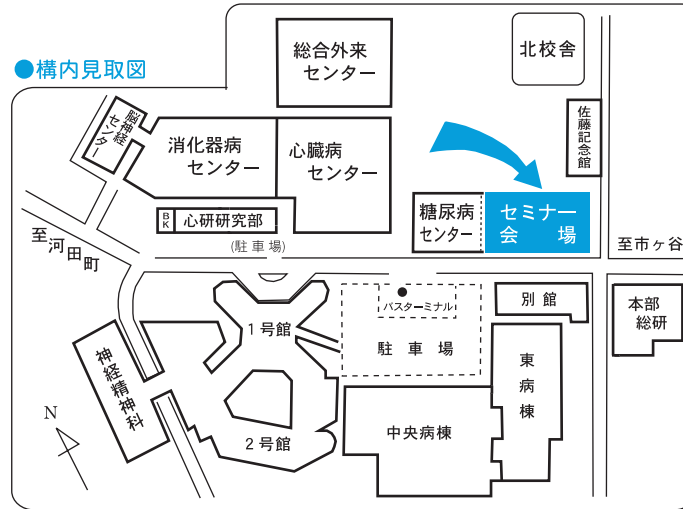 ●構内見取図
総合外来
センター
北校舎
脳神経
センター
消化器病
センター
心臓病
センター
佐藤記念館
BK
心研研究部
(駐車場)
糖尿病
センター
セミナー
会場
至河田町
至市ヶ谷
バスターミナル
別館
本部
総研
1号館
駐車場
神経精神科
東病棟
2号館
中央病棟
N